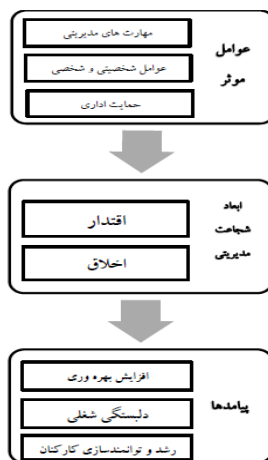 عوامل
موثر
مهارت های مدیریتی
عوامل شخصیتی و شخصی
حمایت اداری
ابعاد
شجاعت
مدیریتی
اقتدار
اخلاق
پیامدها
افزایش بهره وری
دلبستگی شغلی
رشد و توانمندسازی کارکنان